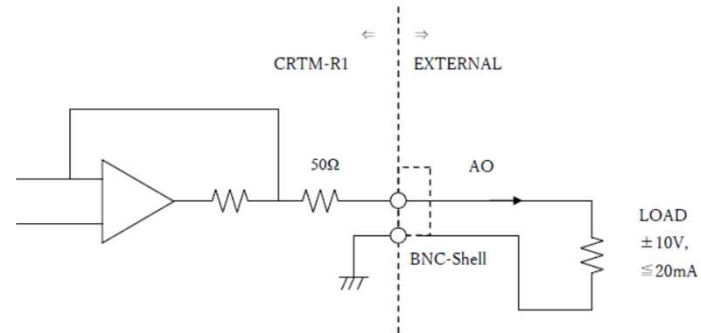 ⇐ ⇒
CRTM-R1 EXTERNAL
50Ω AO
LOAD
±10V,
≦20mA
BNC-Shell